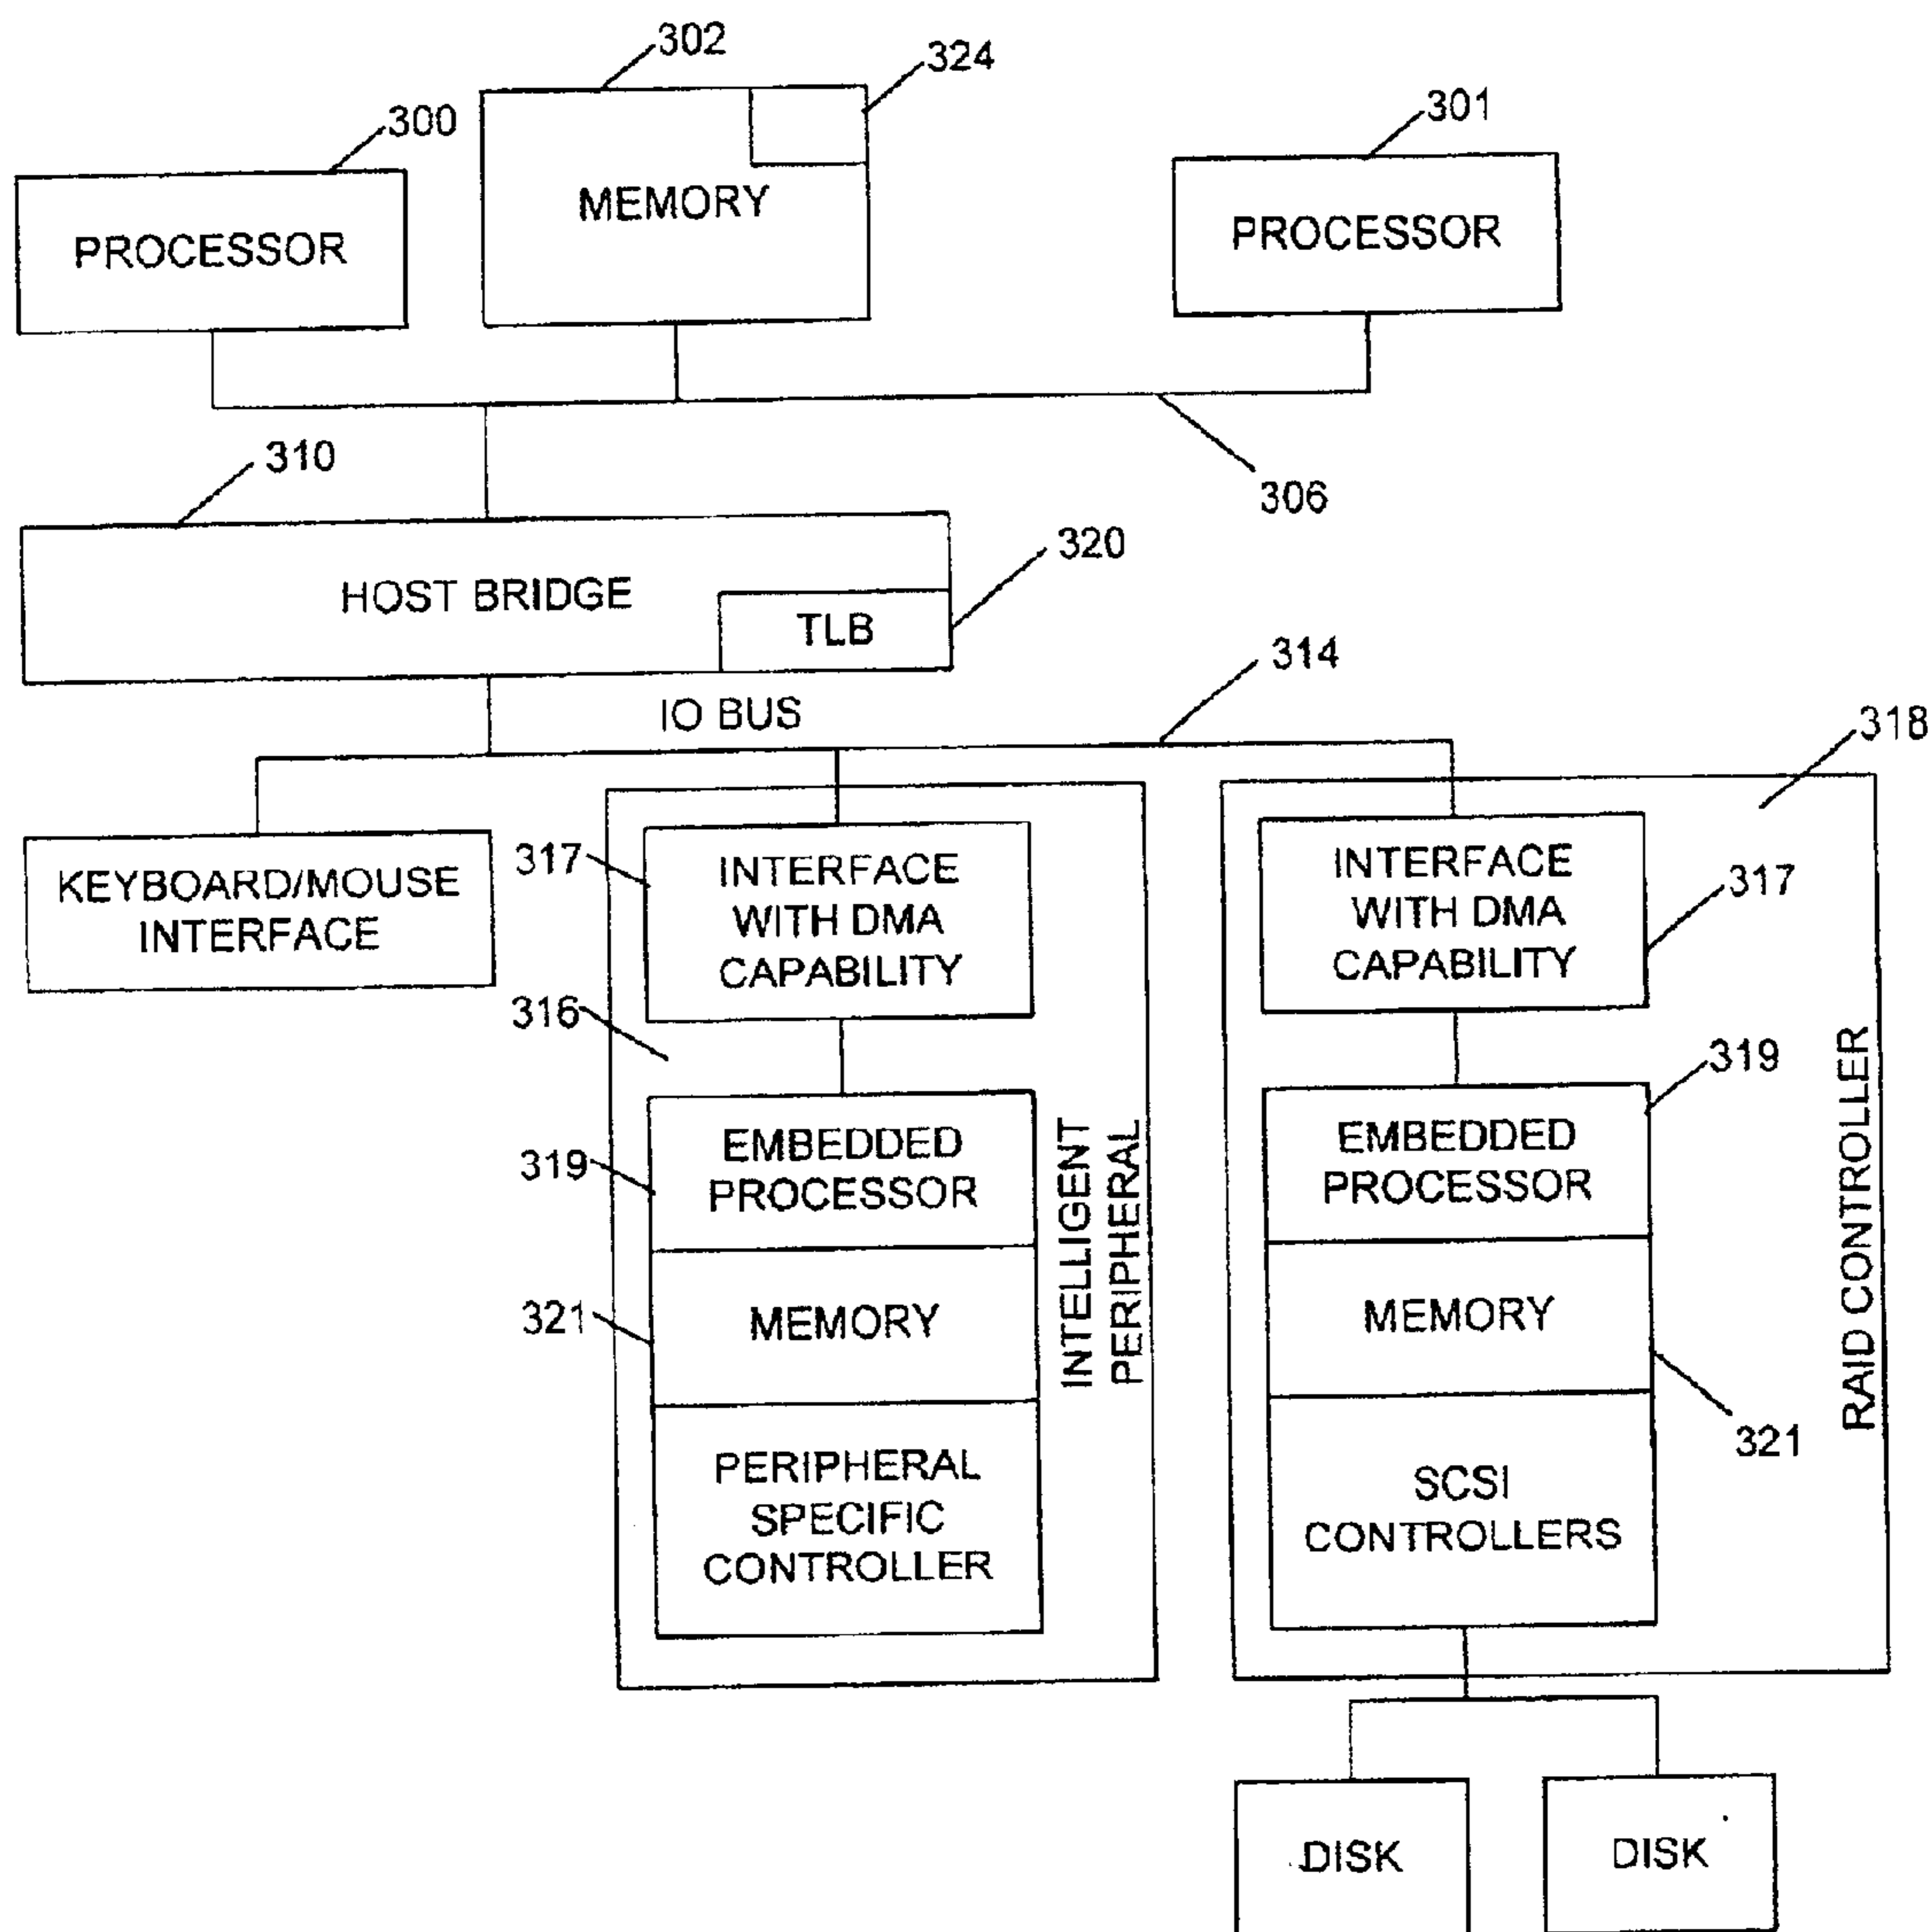 302
324
300
301
MEMORY
PROCESSOR
PROCESSOR
310
306
320
HOST BRIDGE
TLB
314
IO BUS
318
KEYBOARD/MOUSE
INTERFACE
317
INTERFACE
WITH DMA
CAPABILITY
INTERFACE
WITH DMA
CAPABILITY
317
316
319
EMBEDDED
PROCESSOR
319
EMBEDDED
PROCESSOR
INTELLIGENT
PERIPHERAL
RAID CONTROLLER
321
MEMORY
MEMORY
321
PERIPHERAL
SPECIFIC
CONTROLLER
SCSI
CONTROLLERS
DISK
DISK